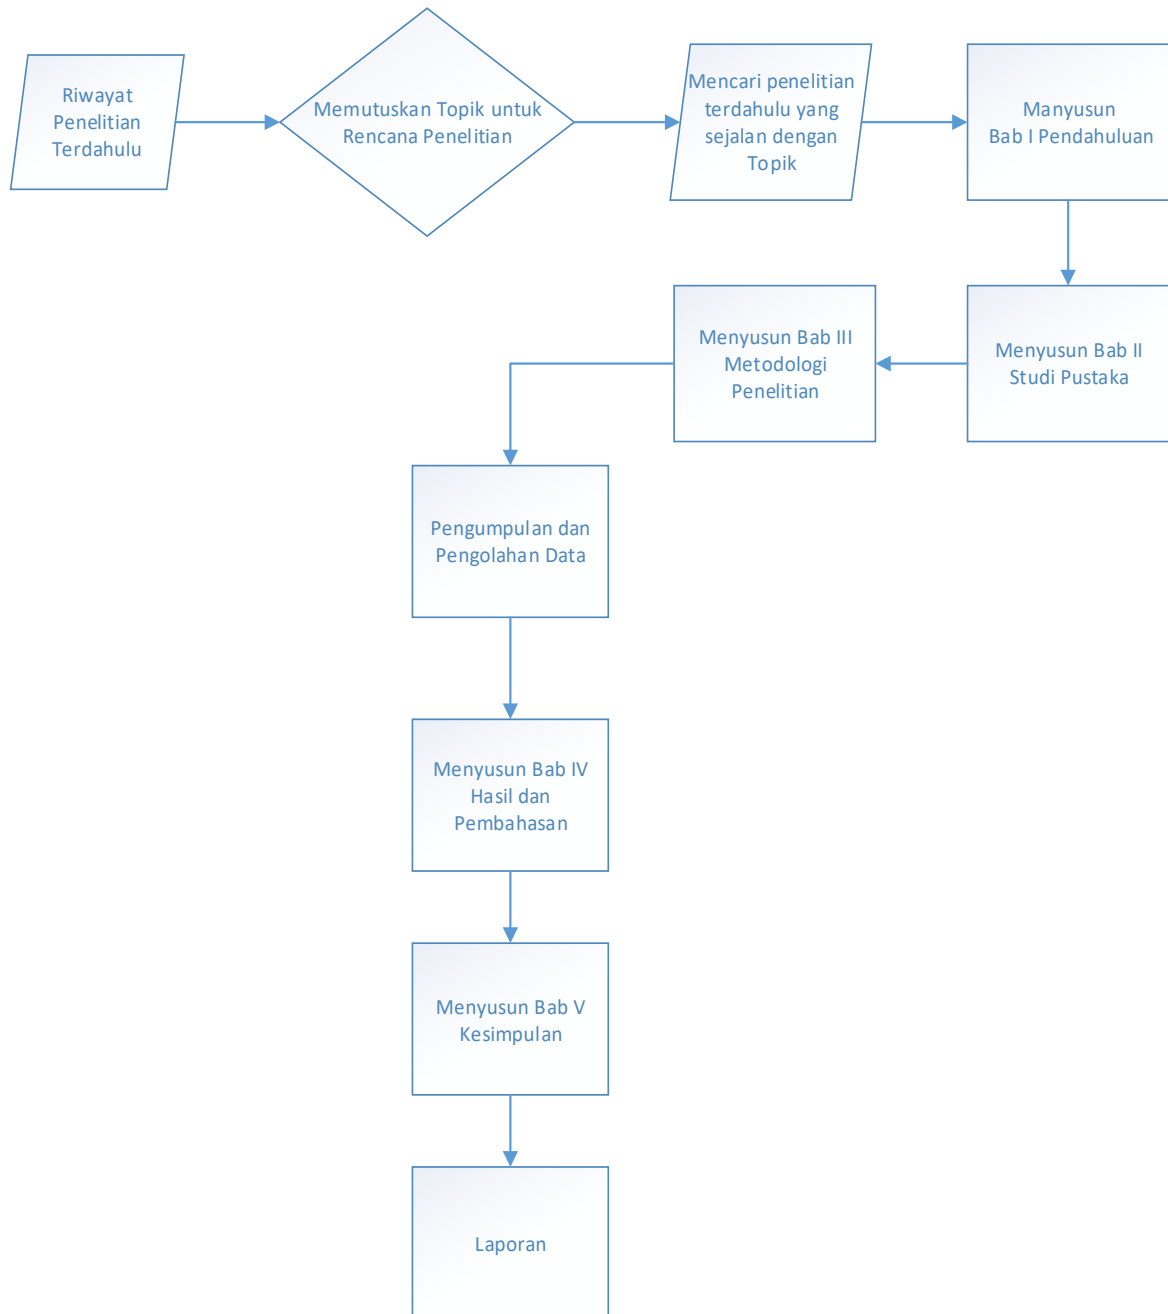 Riwayat
Penelitian
Terdahulu
Memutuskan Topik untuk
Rencana Penelitian
Mencari penelitian
terdahulu yang
sejalan dengan
Topik
Manyusun
Bab I Pendahuluan
Menyusun Bab II
Studi Pustaka
Menyusun Bab III
Metodologi
Penelitian
Pengumpulan dan
Pengolahan Data
Menyusun Bab IV
Hasil dan
Pembahasan
Menyusun Bab V
Kesimpulan
Laporan